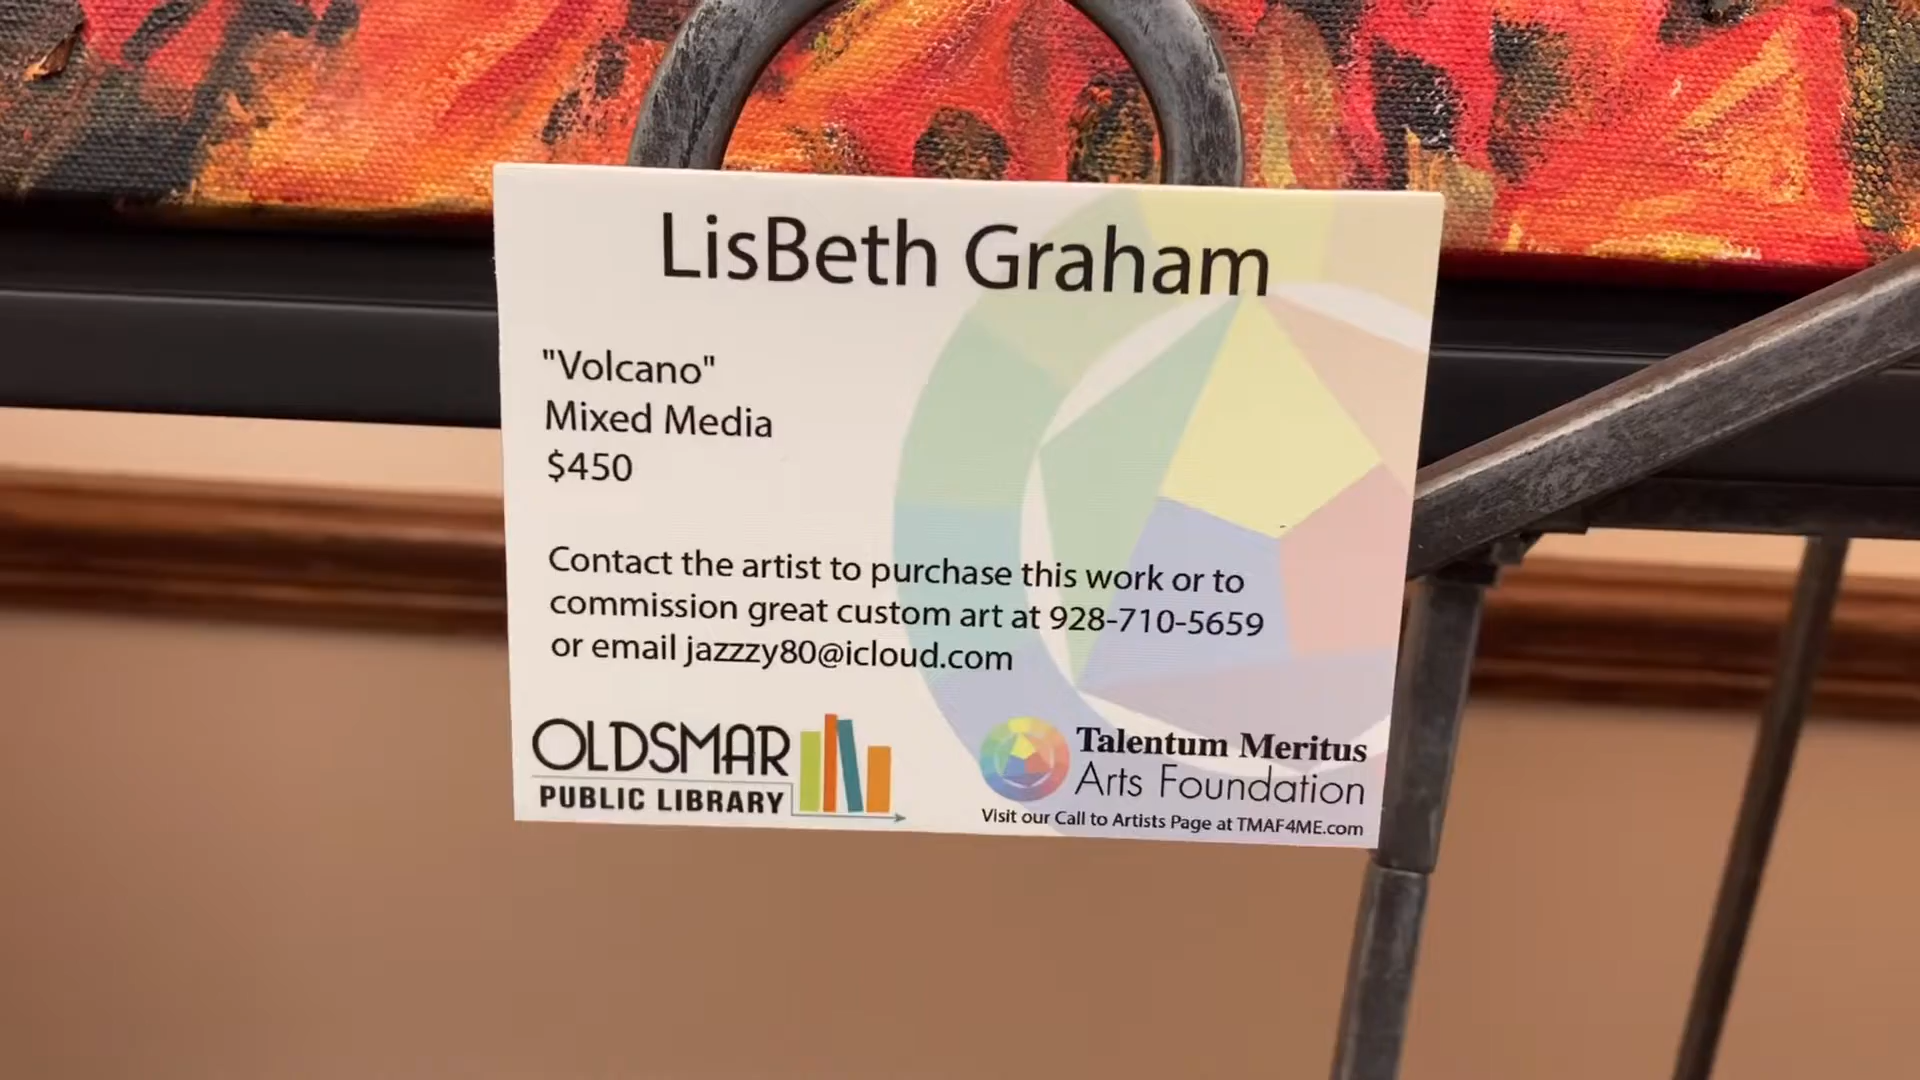 LisBeth Graham
"Volcano"
Mixed Media
$450
Contact the artist to purchase this work or to
commission great custom art at 928-710-5659
or email jazzzy80@icloud.com
OLDSMAR
PUBLIC LIBRARY
Talentum Meritus
Arts Foundation
Visit our Call to Artists Page at TMAF4ME.com